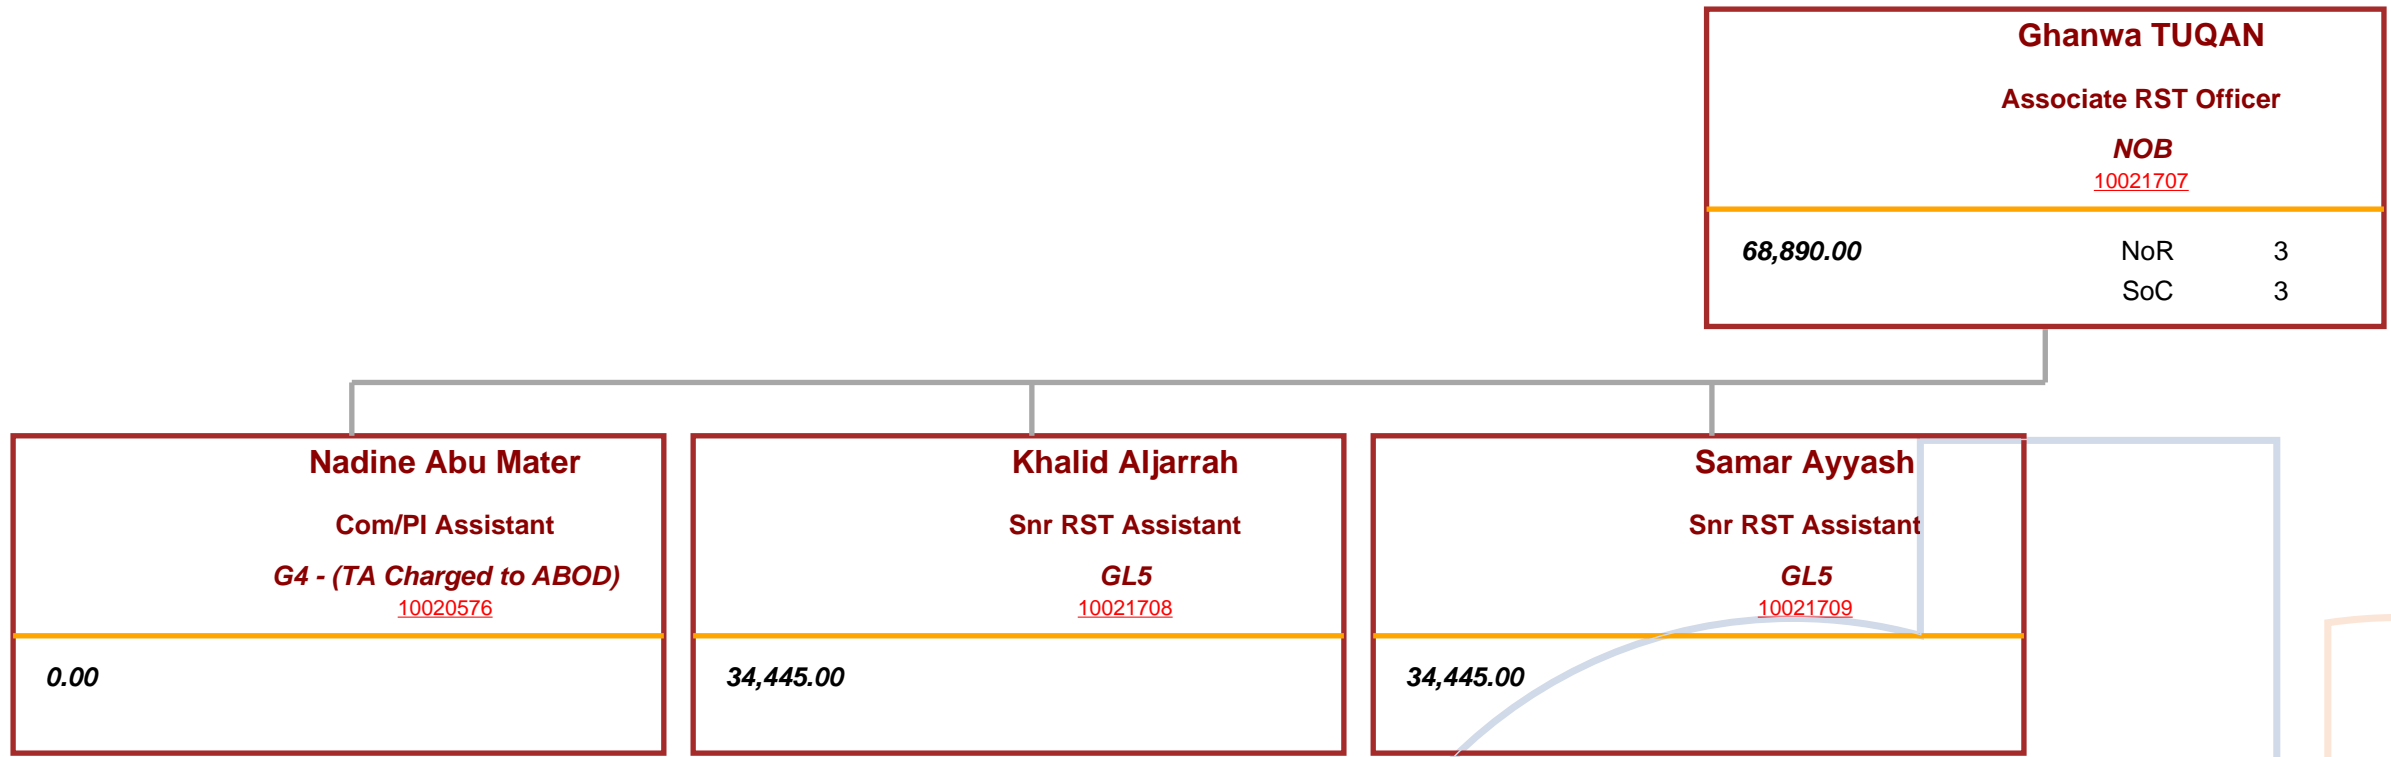 Ghanwa TUQAN
Associate RST Officer
NOB
10021707
68,890.00 NoR 3
SoC 3
Nadine Abu Mater
Com/PI Assistant
G4 - (TA Charged to ABOD)
10020576
0.00
Khalid Aljarrah
Snr RST Assistant
GL5
10021708
34,445.00
Samar Ayyash
Snr RST Assistant
GL5
10021709
34,445.00